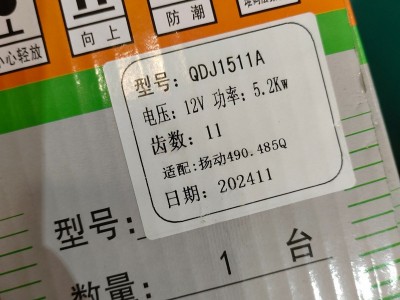 小心轻放
向上
防潮
型号：QDJ1511A
电压：12V 功率：5.2Kw
齿数：11
适配：扬动490.485Q
日期：202411
型号：
数量：1 台